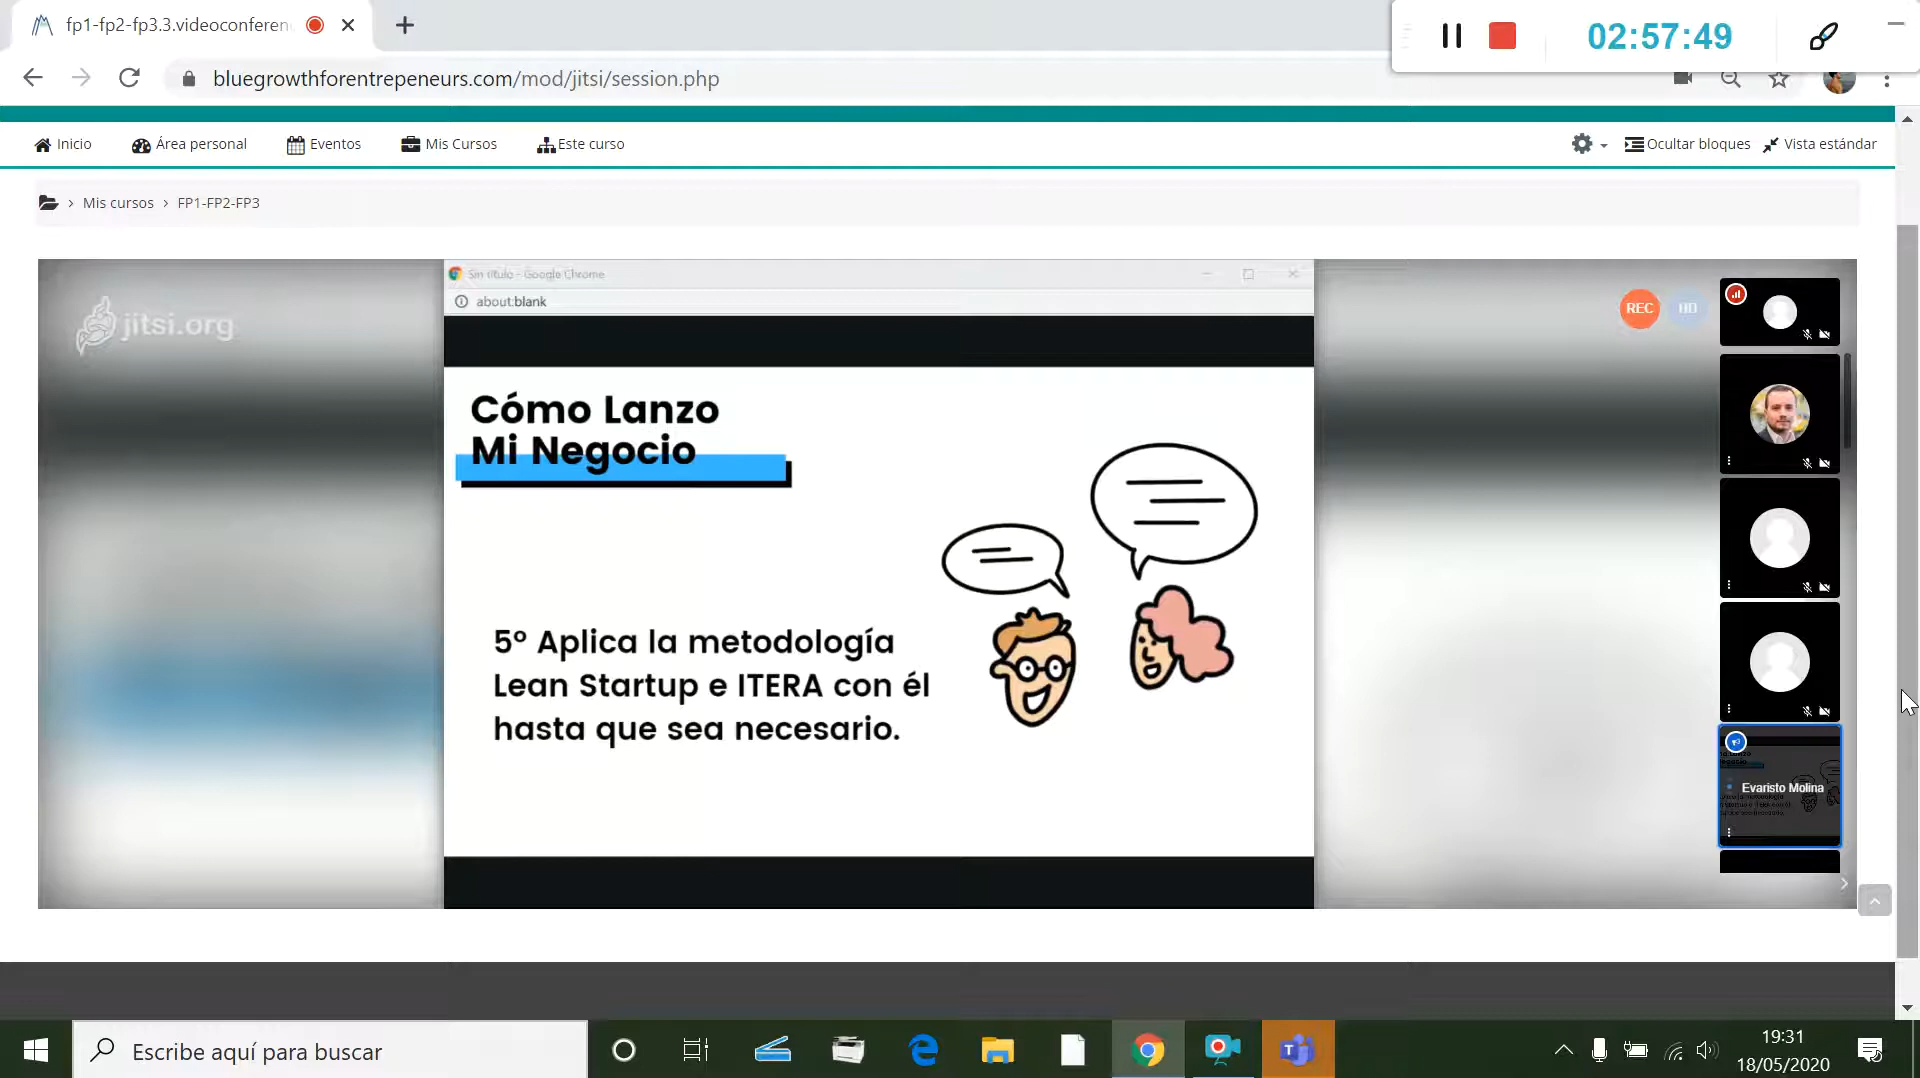 fp1-fp2-fp3.3.videoconferen
02:57:49
bluegrowthforentrepeneurs.com/mod/jitsi/session.php
Inicio
Área personal
Eventos
Mis Cursos
Este curso
Ocultar bloques
Vista estándar
Mis cursos
FP1-FP2-FP3
Sin título - Google Chrome
about:blank
jitsi.org
REC
HD
Cómo Lanzo
Mi Negocio
5º Aplica la metodología
Lean Startup e ITERA con él
hasta que sea necesario.
Evaristo Molina
Escribe aquí para buscar
19:31
18/05/2020